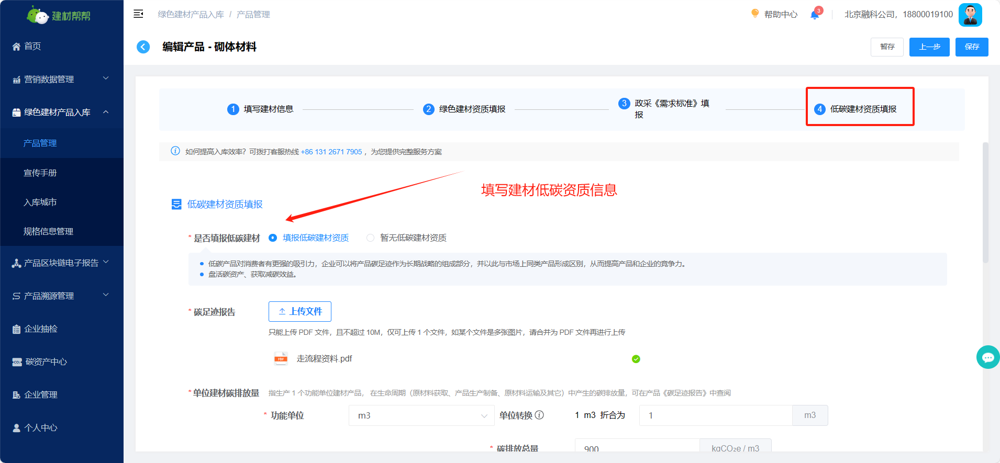 建材帮帮
首页
营销数据管理
绿色建材产品入库
产品管理
宣传手册
入库城市
规格信息管理
产品区块链电子报告
产品溯源管理
企业抽检
碳资产中心
企业管理
个人中心
绿色建材产品入库 / 产品管理
帮助中心
3
北京融科公司，18800019100
编辑产品 - 砌体材料
暂存
上一步
保存
1 填写建材信息
2 绿色建材资质填报
3 政采《需求标准》填
报
4 低碳建材资质填报
如何提高入库效率？可拨打客服热线 +86 131 2671 7905 ，为您提供完整服务方案
填写建材低碳资质信息
低碳建材资质填报
* 是否填报低碳建材 填报低碳建材资质 暂无低碳建材资质
低碳产品对消费者有更强的吸引力，企业可以将产品碳足迹作为长期战略的组成部分，并以此与市场上同类产品形成区别，从而提高产品和企业的竞争力。
盘活碳资产、获取减碳效益。
* 碳足迹报告 上传文件
只能上传 PDF 文件，且不超过 10M，仅可上传 1 个文件，如某个文件是多张图片，请合并为 PDF 文件再进行上传
PDF 走流程资料.pdf
* 单位建材碳排放量 指生产 1 个功能单位建材产品， 在生命周期（原材料获取、产品生产制备、原材料运输及其它）中产生的碳排放量，可在产品《碳足迹报告》中查阅
* 功能单位 m3 单位转换 1 m3 折合为 1 m3
* 碳排放总量 900 kgCO₂e / m3